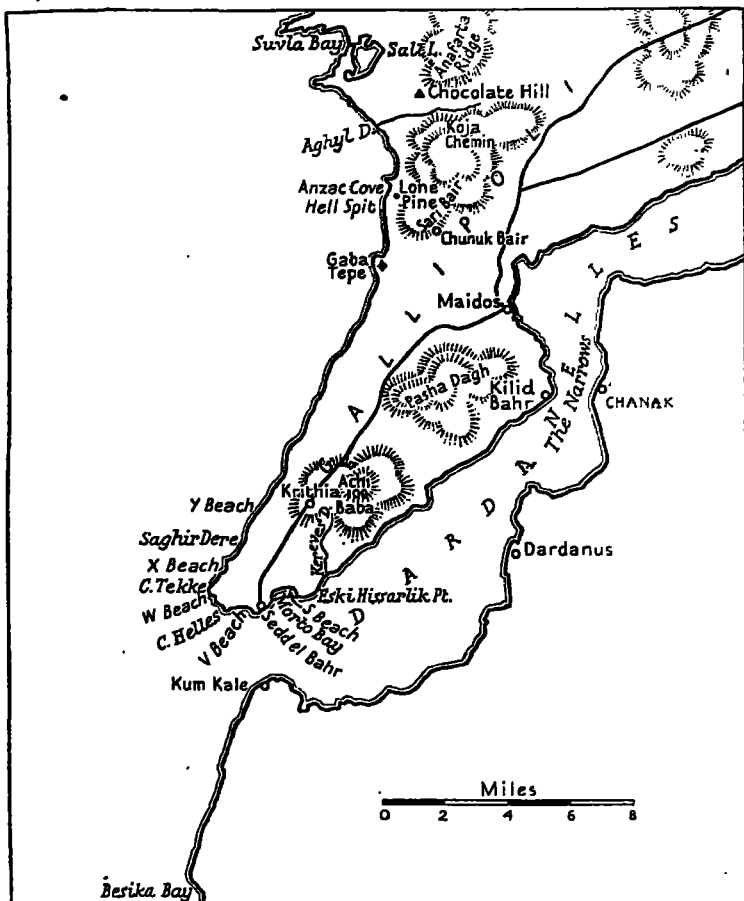 Suvla Bay
Salt L.
Anafarta
Ridge
Chocolate Hill
Aghyl D.
Koja
Chemin
Anzac Cove
Lone
Pine
Hell Spit
Sari Bair
Chunuk Bair
Gaba
Tepe
GALLIPOLI
Maidos
Pasha Dagh
Kilid
Bahr
The Narrows
CHANAK
DARDANELLES
Krithia
Achi
Baba
Kereves D.
Y Beach
Saghir Dere
X Beach
C. Tekke
W Beach
C. Helles
V Beach
Sedd el Bahr
Morto Bay
S Beach
Eski Hissarlik Pt.
Dardanus
Kum Kale
Miles
0 2 4 6 8
Besika Bay